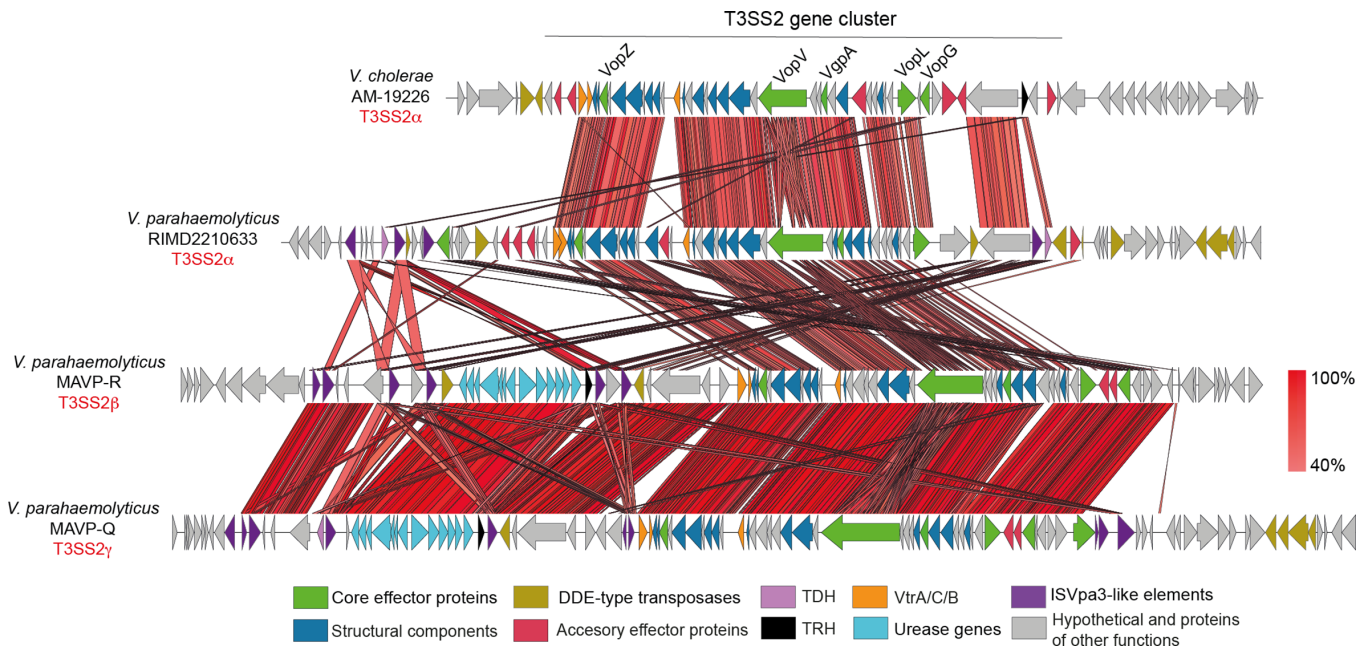 T3SS2 gene cluster
VopZ
VopV
VgpA
VopL
VopG
V. cholerae
AM-19226
T3SS2α
V. parahaemolyticus
RIMD2210633
T3SS2α
V. parahaemolyticus
MAVP-R
T3SS2β
100%
40%
V. parahaemolyticus
MAVP-Q
T3SS2γ
Core effector proteins
DDE-type transposases
TDH
VtrA/C/B
ISVpa3-like elements
Structural components
Accesory effector proteins
TRH
Urease genes
Hypothetical and proteins
of other functions